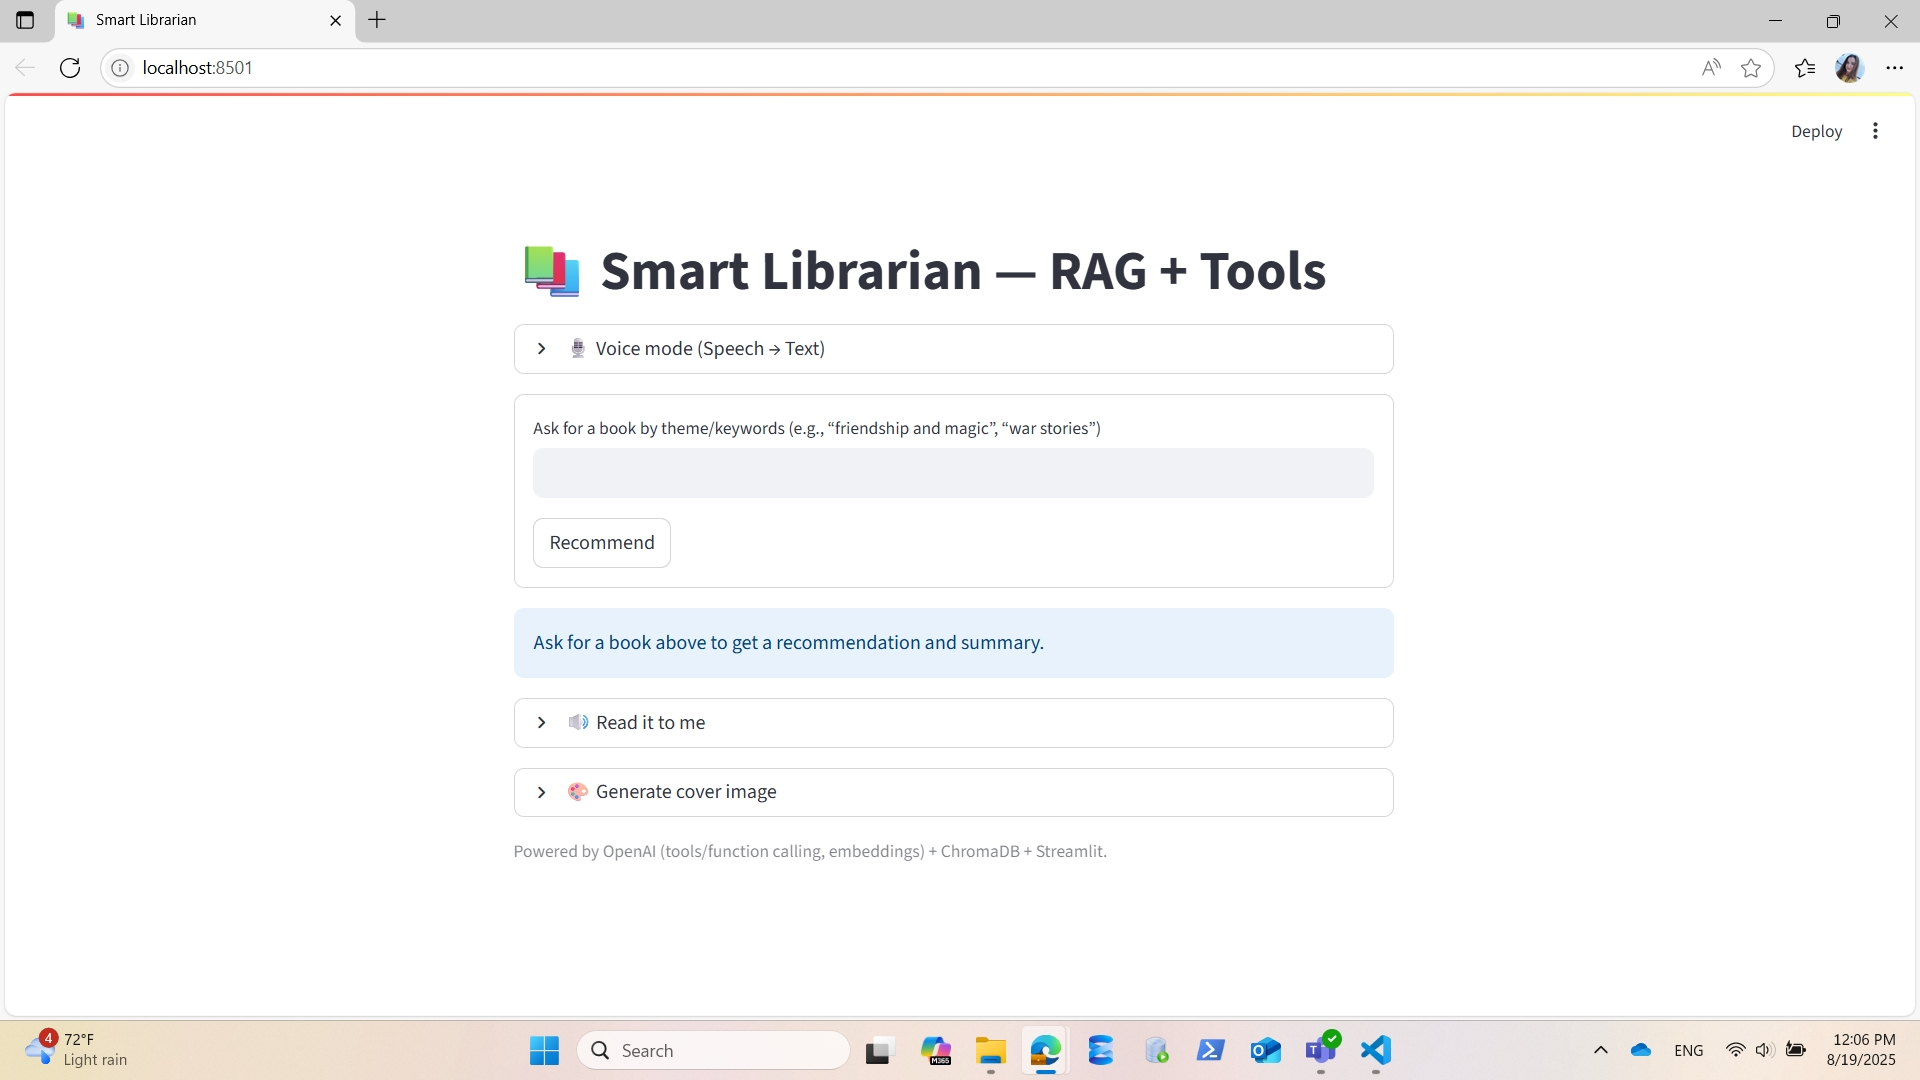 Smart Librarian
localhost:8501
Deploy
Smart Librarian — RAG + Tools
Voice mode (Speech → Text)
Ask for a book by theme/keywords (e.g., “friendship and magic”, “war stories”)
Recommend
Ask for a book above to get a recommendation and summary.
Read it to me
Generate cover image
Powered by OpenAI (tools/function calling, embeddings) + ChromaDB + Streamlit.
4
72°F
Light rain
Search
M365
ENG
12:06 PM
8/19/2025